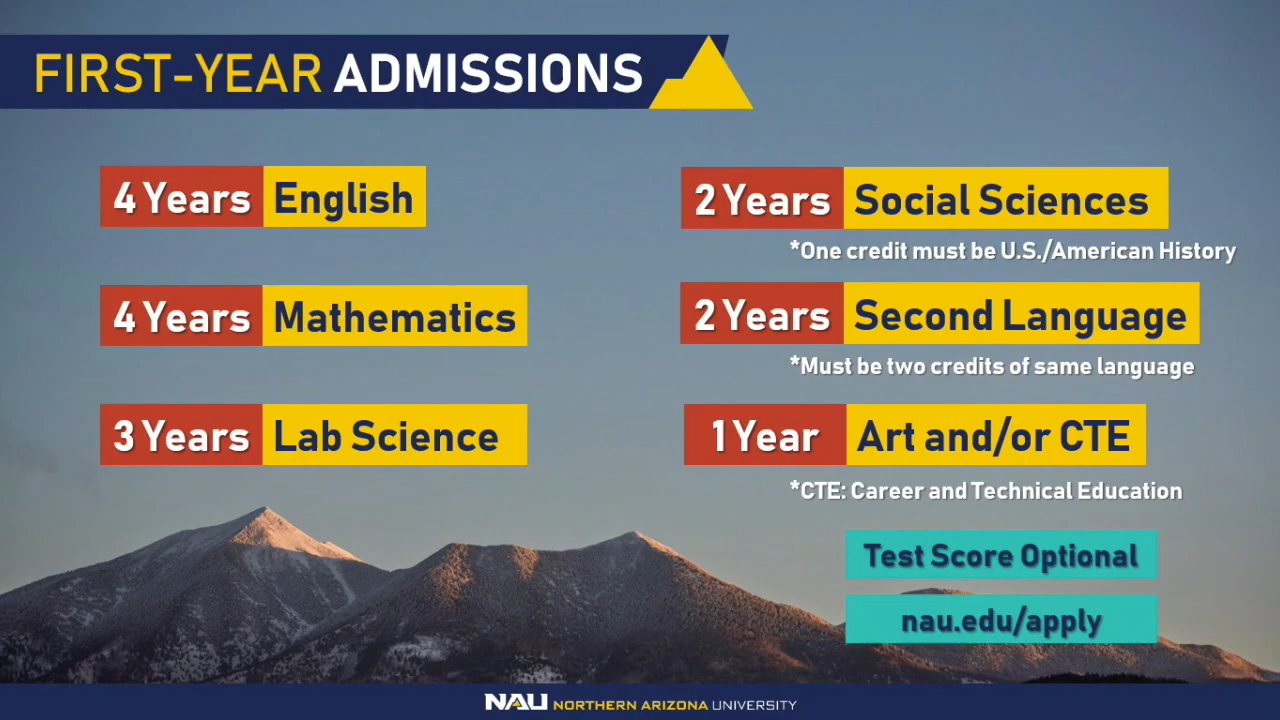 FIRST-YEAR ADMISSIONS
4 Years English
4 Years Mathematics
3 Years Lab Science
2 Years Social Sciences
*One credit must be U.S./American History
2 Years Second Language
*Must be two credits of same language
1 Year Art and/or CTE
*CTE: Career and Technical Education
Test Score Optional
nau.edu/apply
NAU NORTHERN ARIZONA UNIVERSITY